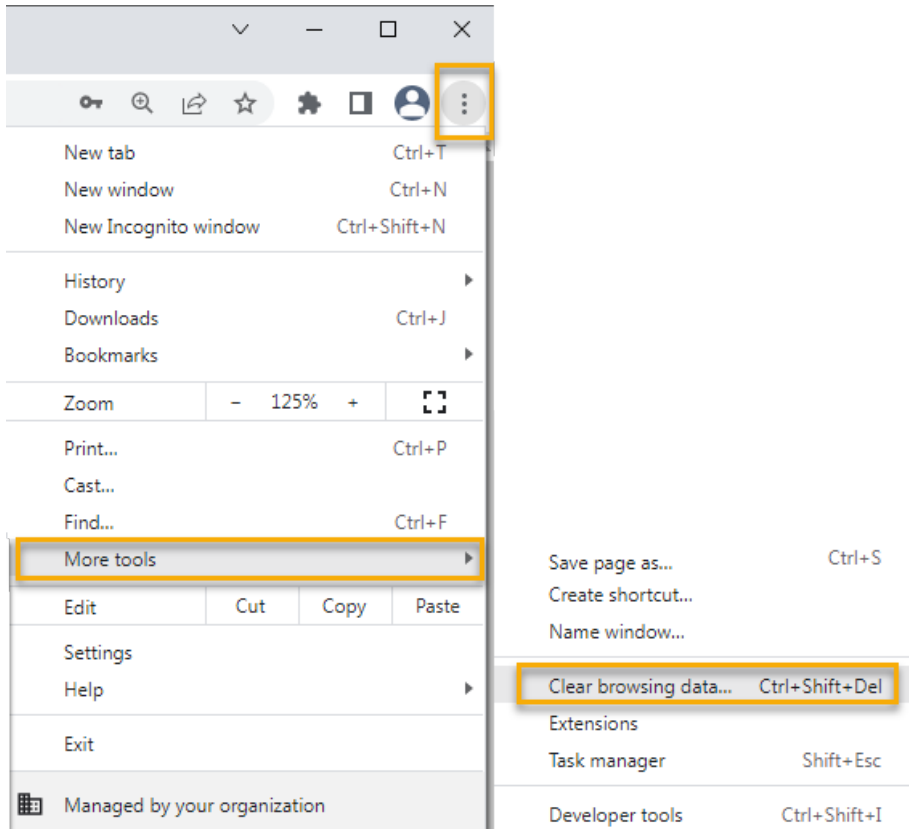 New tab Ctrl+T
New window Ctrl+N
New Incognito window Ctrl+Shift+N
History
Downloads Ctrl+J
Bookmarks
Zoom - 125% +
Print... Ctrl+P
Cast...
Find... Ctrl+F
More tools
Edit Cut Copy Paste
Settings
Help
Exit
Managed by your organization
Save page as... Ctrl+S
Create shortcut...
Name window...
Clear browsing data... Ctrl+Shift+Del
Extensions
Task manager Shift+Esc
Developer tools Ctrl+Shift+I